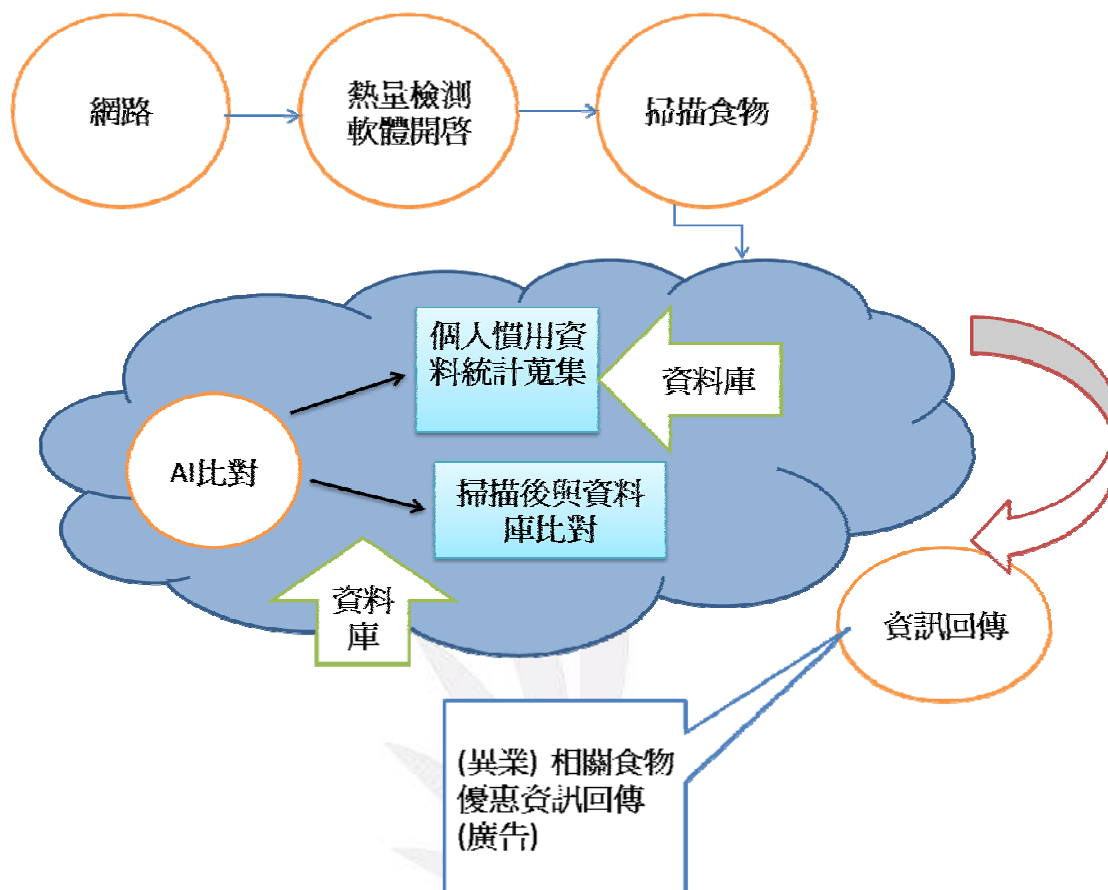 網路
熱量檢測
軟體開啓
掃描食物
個人慣用資
料統計蒐集
資料庫
AI比對
掃描後與資料
庫比對
資料
庫
資訊回傳
(異業) 相關食物
優惠資訊回傳
(廣告)